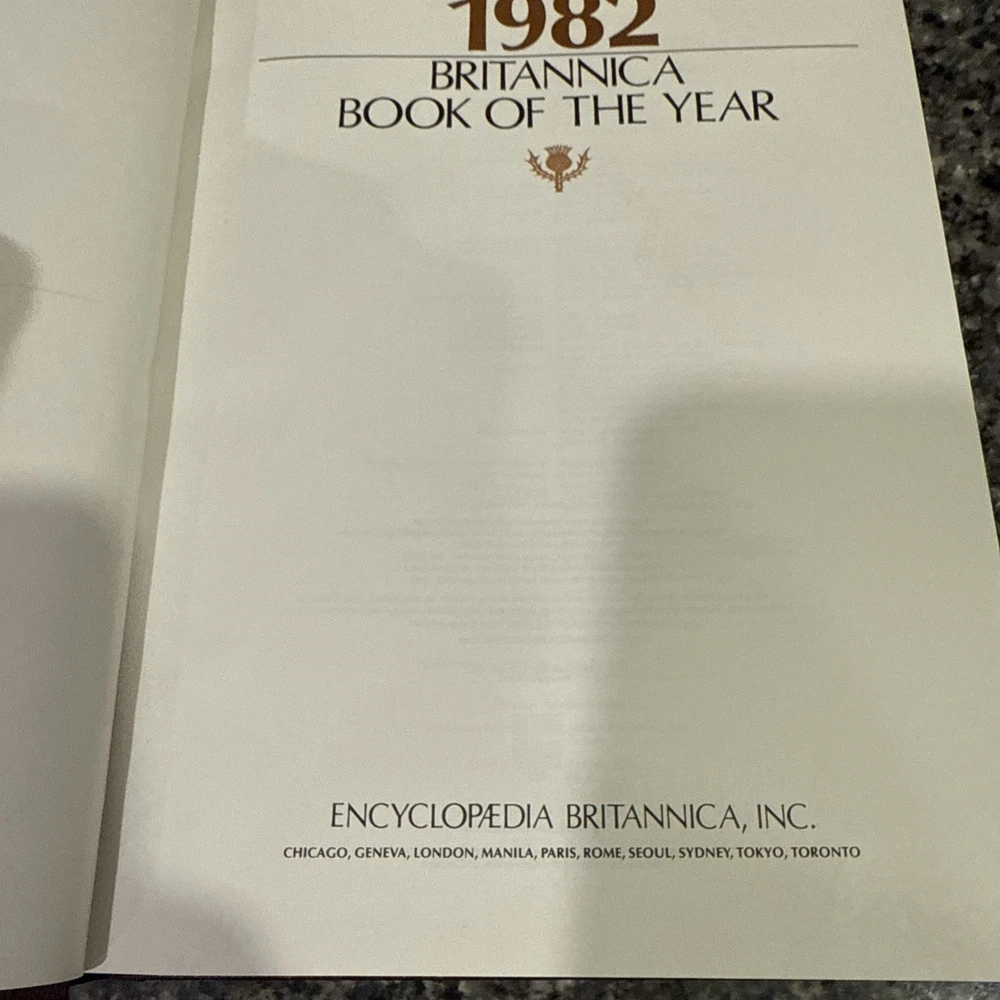 1982
BRITANNICA
BOOK OF THE YEAR
ENCYCLOPÆDIA BRITANNICA, INC.
CHICAGO, GENEVA, LONDON, MANILA, PARIS, ROME, SEOUL, SYDNEY, TOKYO, TORONTO